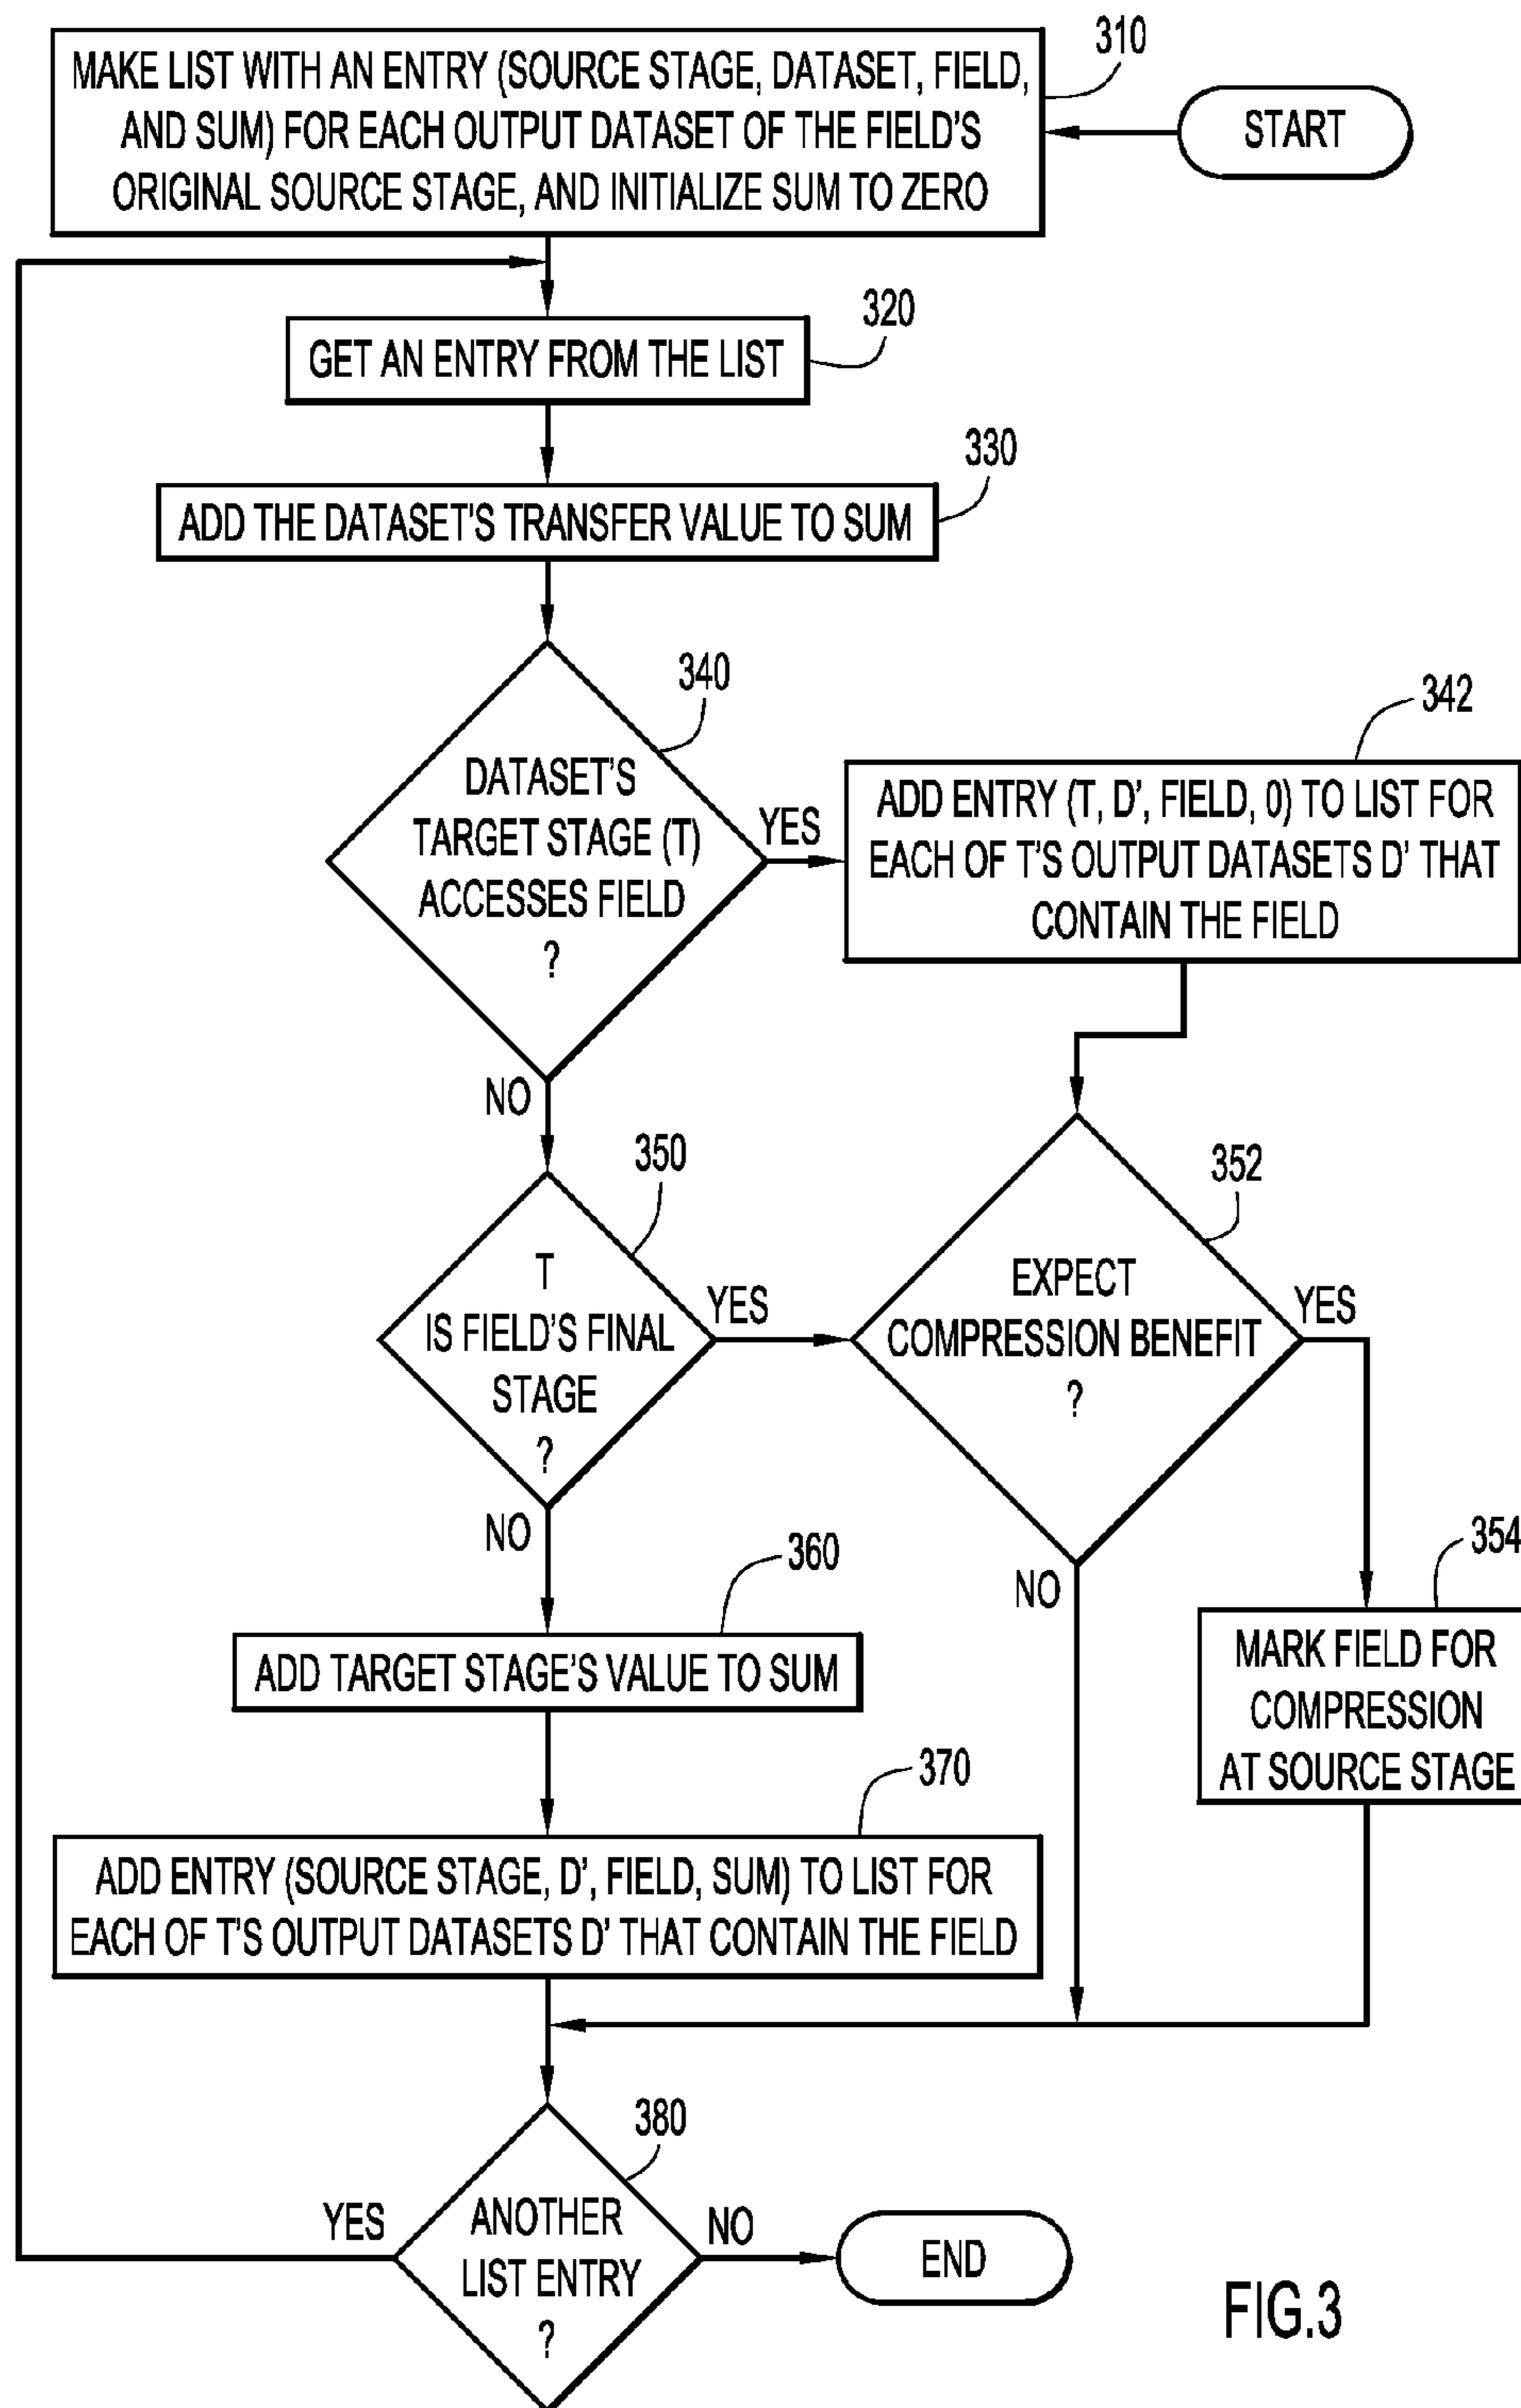 310
MAKE LIST WITH AN ENTRY (SOURCE STAGE, DATASET, FIELD,
AND SUM) FOR EACH OUTPUT DATASET OF THE FIELD'S
ORIGINAL SOURCE STAGE, AND INITIALIZE SUM TO ZERO
START
320
GET AN ENTRY FROM THE LIST
330
ADD THE DATASET'S TRANSFER VALUE TO SUM
340
DATASET'S
TARGET STAGE (T)
ACCESSES FIELD
?
YES
NO
342
ADD ENTRY (T, D', FIELD, 0) TO LIST FOR
EACH OF T'S OUTPUT DATASETS D' THAT
CONTAIN THE FIELD
350
T
IS FIELD'S FINAL
STAGE
?
YES
NO
352
EXPECT
COMPRESSION BENEFIT
?
YES
NO
354
MARK FIELD FOR
COMPRESSION
AT SOURCE STAGE
360
ADD TARGET STAGE'S VALUE TO SUM
370
ADD ENTRY (SOURCE STAGE, D', FIELD, SUM) TO LIST FOR
EACH OF T'S OUTPUT DATASETS D' THAT CONTAIN THE FIELD
380
ANOTHER
LIST ENTRY
?
YES
NO
END
FIG.3